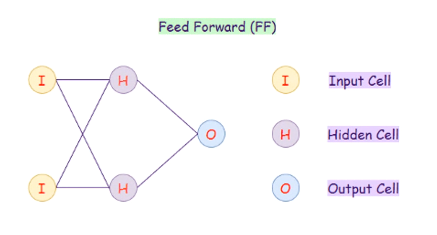 Feed Forward (FF)
I H I Input Cell
O H Hidden Cell
I H O Output Cell